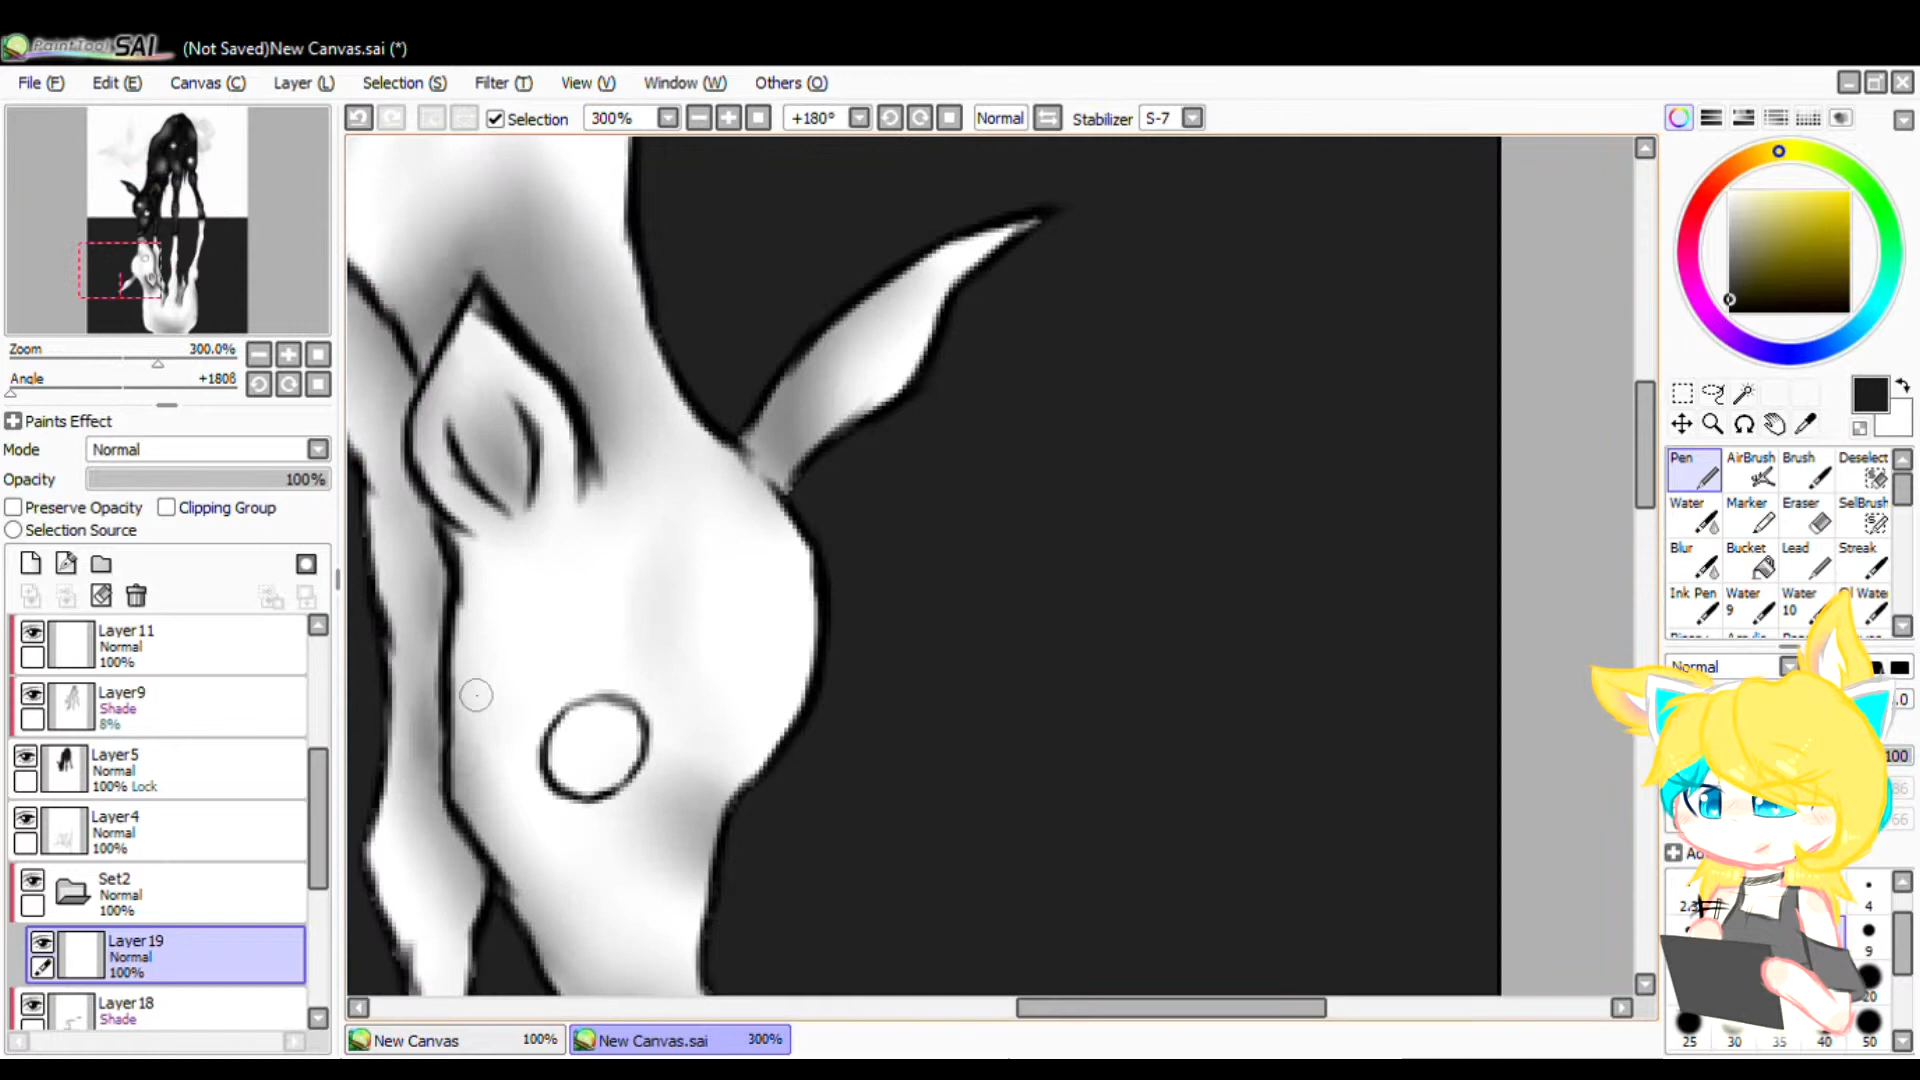 PaintTool SAI (Not Saved)New Canvas.sai (*)
File (F) Edit (E) Canvas (C) Layer (L) Selection (S) Filter (T) View (V) Window (W) Others (O)
Selection 300% +180° Normal Stabilizer S-7
Zoom 300.0%
Angle +180ß
Paints Effect
Mode Normal
Opacity 100%
Preserve Opacity Clipping Group
Selection Source
Layer11
Normal
100%
Layer9
Shade
8%
Layer5
Normal
100% Lock
Layer4
Normal
100%
Set2
Normal
100%
Layer19
Normal
100%
Layer18
Shade
New Canvas 100% New Canvas.sai 300%
Pen AirBrush Brush Deselect
Water Marker Eraser SelBrush
Blur Bucket Lead Streak
Ink Pen Water Water
9 10
Normal
100
4
9
20
25 30 35 40 50